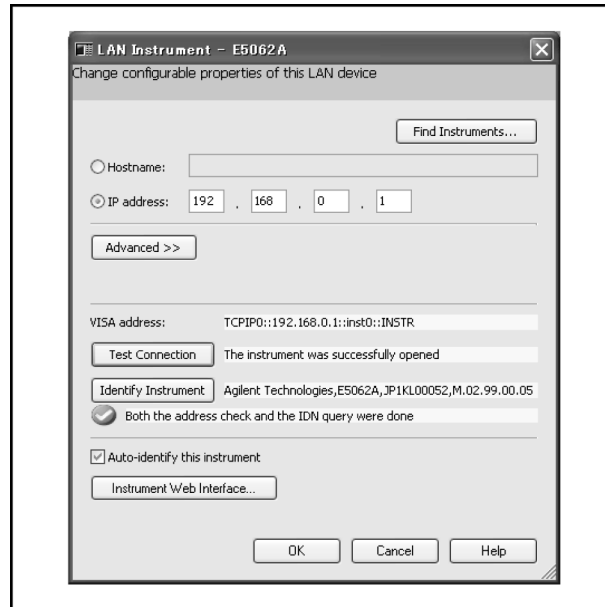 LAN Instrument - E5062A
Change configurable properties of this LAN device
Find Instruments...
Hostname:
IP address: 192 . 168 . 0 . 1
Advanced >>
VISA address: TCPIP0::192.168.0.1::inst0::INSTR
Test Connection The instrument was successfully opened
Identify Instrument Agilent Technologies,E5062A,JP1KL00052,M.02.99.00.05
Both the address check and the IDN query were done
Auto-identify this instrument
Instrument Web Interface...
OK Cancel Help